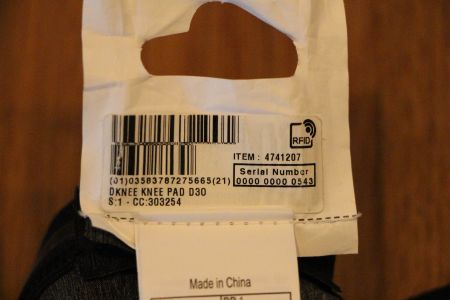 RFID
ITEM : 4741207
Serial Number
0000 0000 0543
(01)03583787275665(21)
DKNEE KNEE PAD D30
S:1 - CC:303254
Made in China